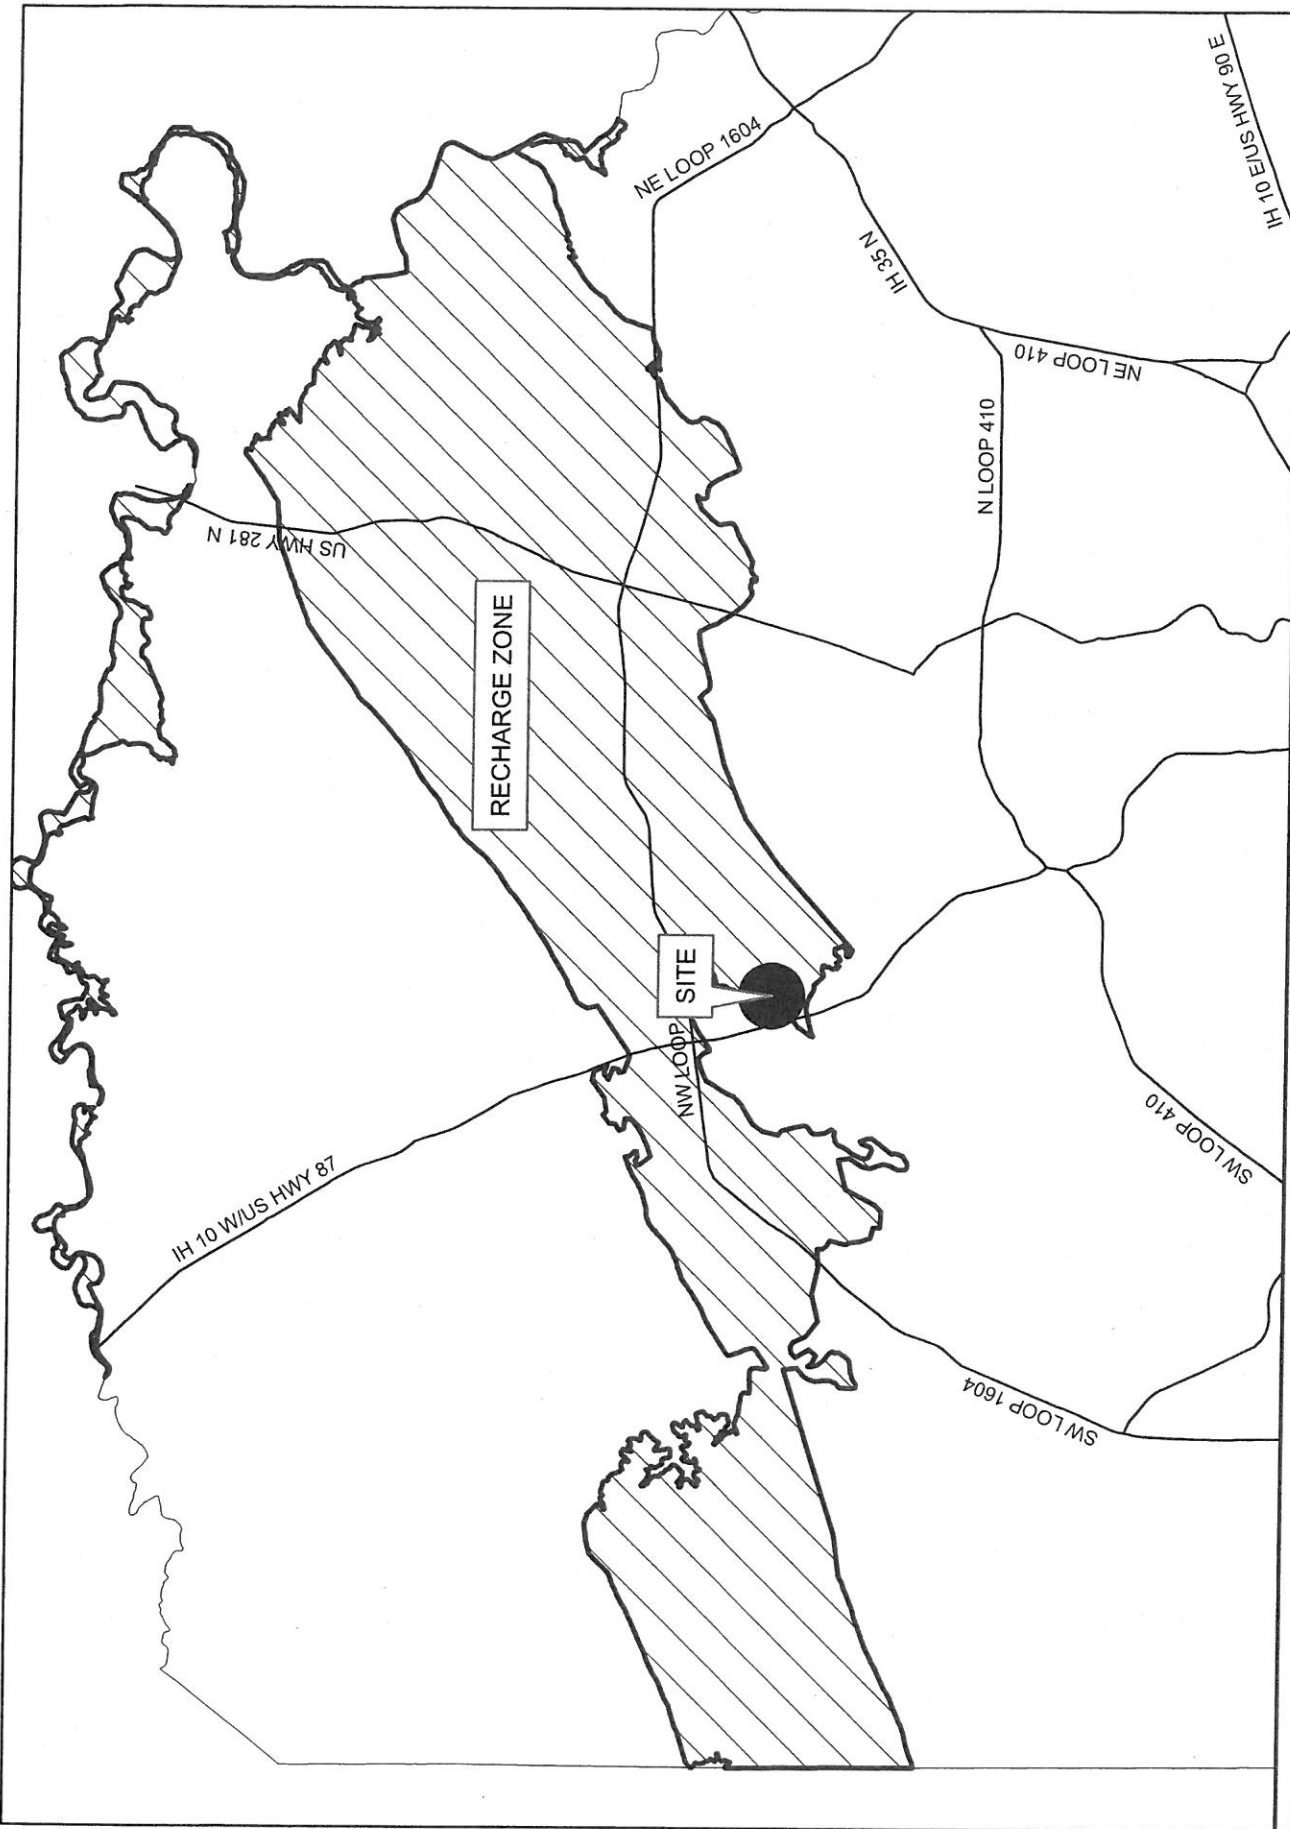 US HWY 281 N
NE LOOP 1604
IH 10 E/US HWY 90 E
IH 35 N
NE LOOP 410
N LOOP 410
RECHARGE ZONE
SITE
NW LOOP
IH 10 W/US HWY 87
SW LOOP 410
SW LOOP 1604